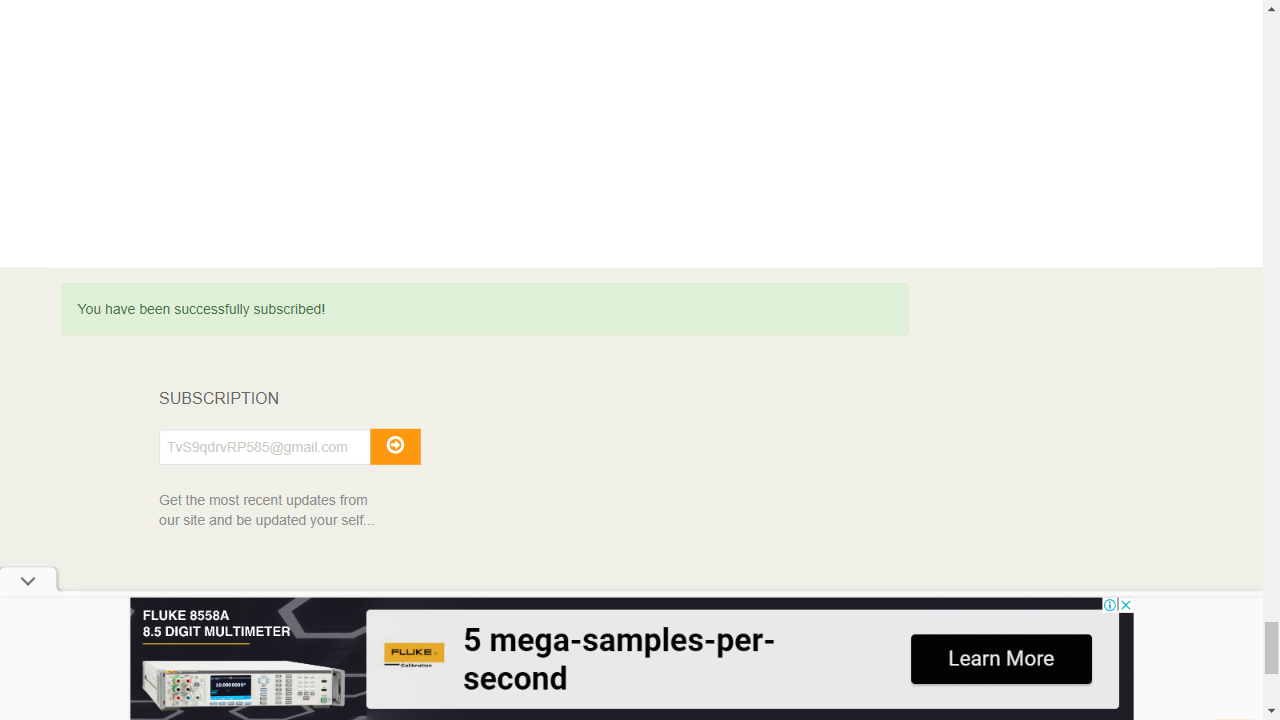 You have been successfully subscribed!
SUBSCRIPTION
TvS9qdrvRP585@gmail.com
Get the most recent updates from
our site and be updated your self...
FLUKE 8558A
8.5 DIGIT MULTIMETER
FLUKE
Calibration
5 mega-samples-per-
second
Learn More